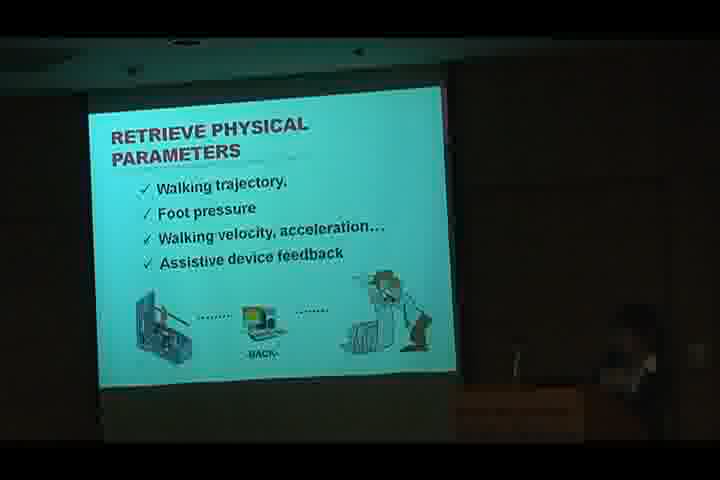 RETRIEVE PHYSICAL
PARAMETERS
✓ Walking trajectory,
✓ Foot pressure
✓ Walking velocity, acceleration…
✓ Assistive device feedback
-BACK-